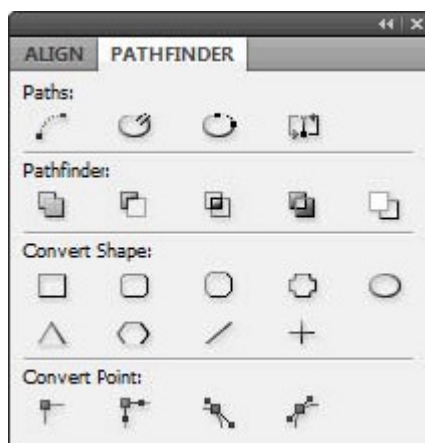 ALIGN PATHFINDER
Paths:
Pathfinder:
Convert Shape:
Convert Point: